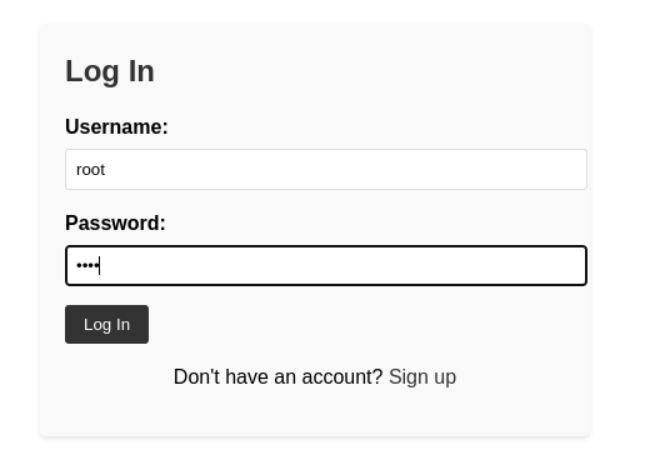 Log In
Username:
root
Password:
••••
Log In
Don't have an account? Sign up